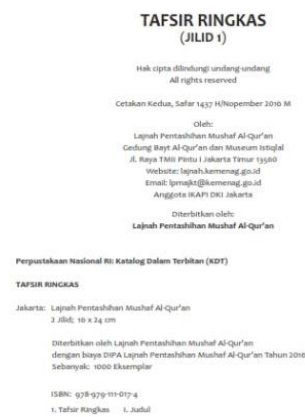 TAFSIR RINGKAS
(JILID 1)
Hak cipta dilindungi undang-undang
All rights reserved
Cetakan Kedua, Safar 1437 H/Nopember 2016 M
Oleh:
Lajnah Pentashihan Mushaf Al-Qur'an
Gedung Bayt Al-Qur'an dan Museum Istiqlal
Jl. Raya TMII Pintu I Jakarta Timur 13560
Website: lajnah.kemenag.go.id
Email: lpmajkt@kemenag.go.id
Anggota IKAPI DKI Jakarta
Diterbitkan oleh:
Lajnah Pentashihan Mushaf Al-Qur'an
Perpustakaan Nasional RI: Katalog Dalam Terbitan (KDT)
TAFSIR RINGKAS
Jakarta: Lajnah Pentashihan Mushaf Al-Qur'an
2 Jilid; 16 x 24 cm
Diterbitkan oleh Lajnah Pentashihan Mushaf Al-Qur'an
dengan biaya DIPA Lajnah Pentashihan Mushaf Al-Qur'an Tahun 2016
Sebanyak: 1000 Eksemplar
ISBN: 978-979-111-017-4
1. Tafsir Ringkas I. Judul